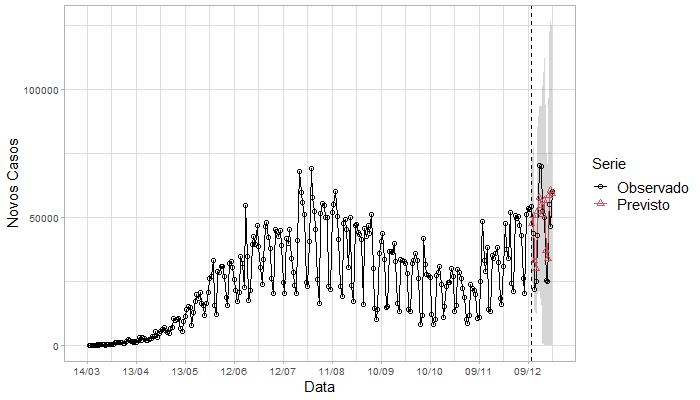 Novos Casos
100000
50000
0
14/03 13/04 13/05 12/06 12/07 11/08 10/09 10/10 09/11 09/12
Data
Serie
Observado
Previsto